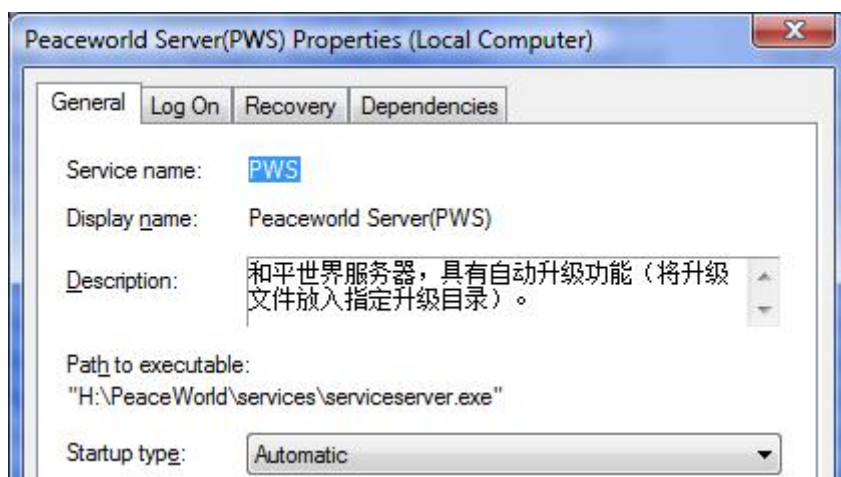 Peaceworld Server(PWS) Properties (Local Computer)
General Log On Recovery Dependencies
Service name: PWS
Display name: Peaceworld Server(PWS)
Description: 和平世界服务器，具有自动升级功能（将升级
文件放入指定升级目录）。
Path to executable:
"H:\PeaceWorld\services\serviceserver.exe"
Startup type: Automatic